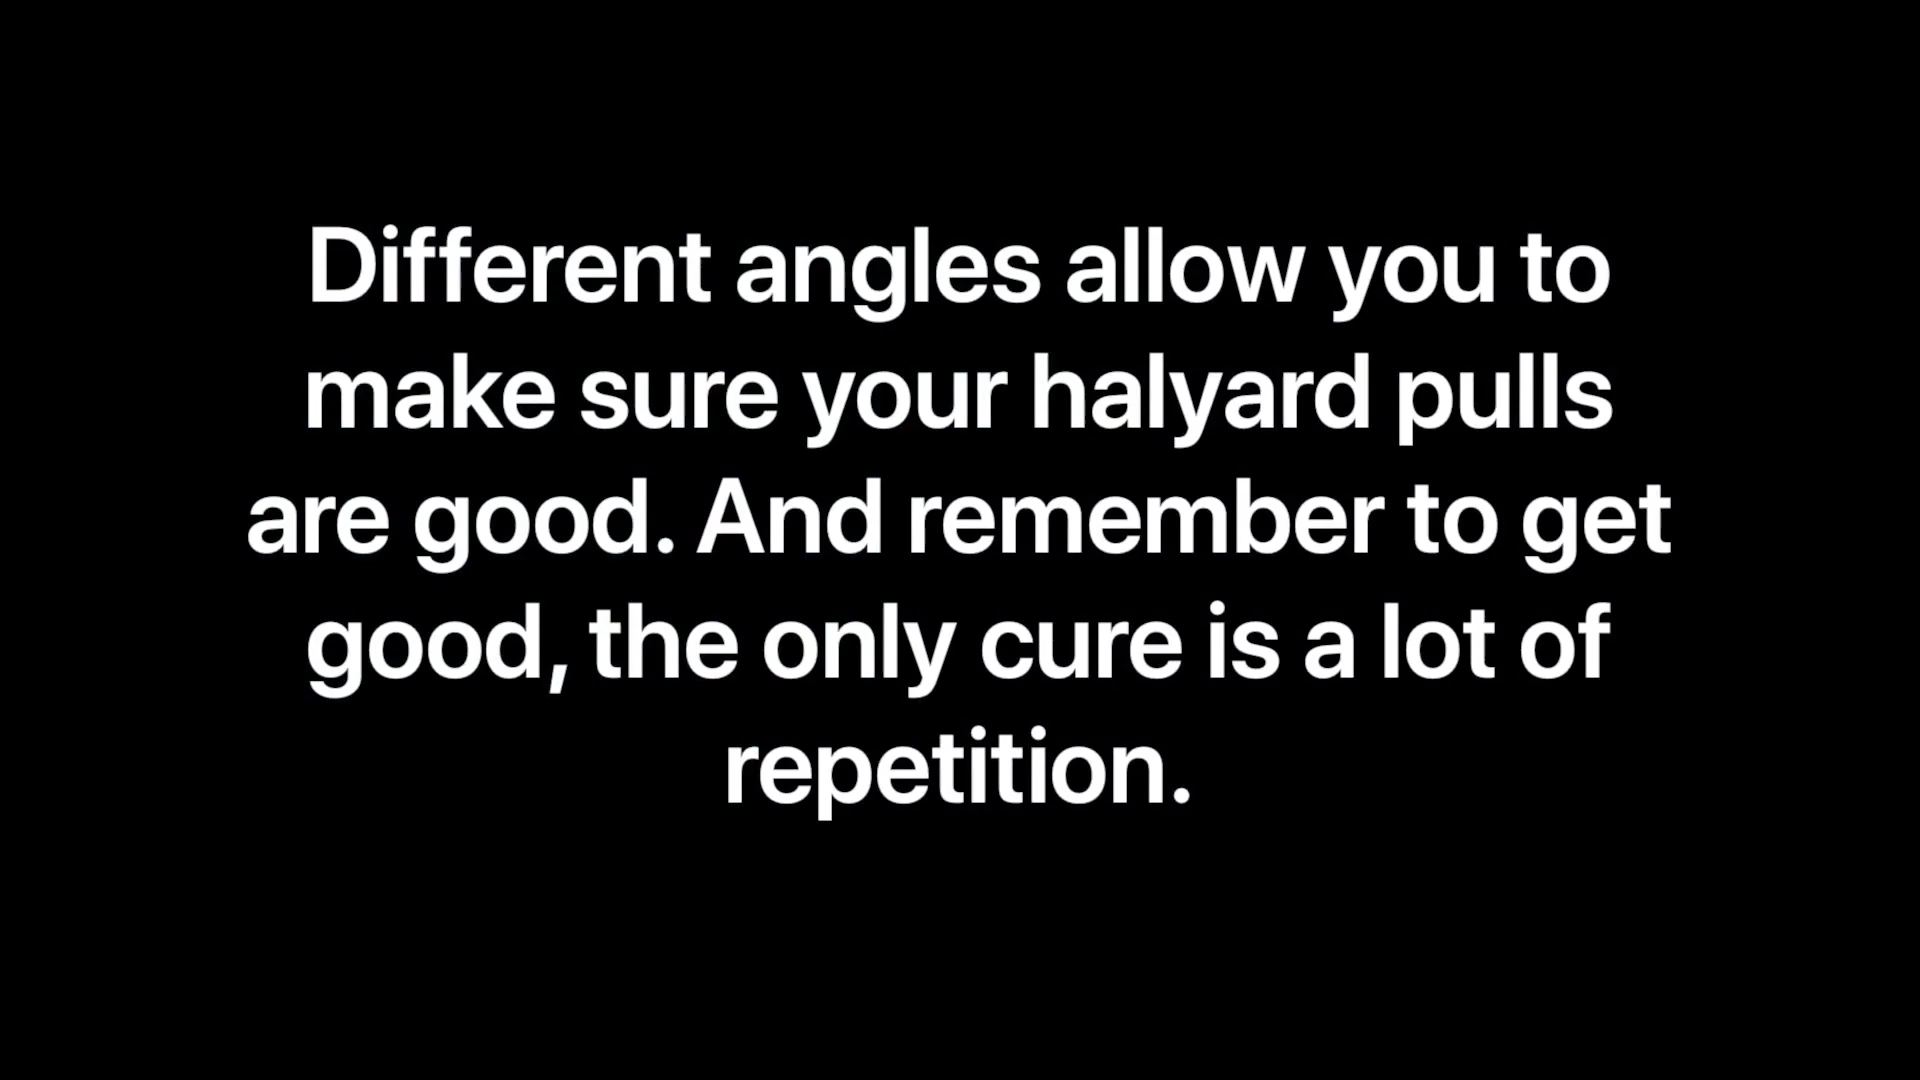 Different angles allow you to
make sure your halyard pulls
are good. And remember to get
good, the only cure is a lot of
repetition.